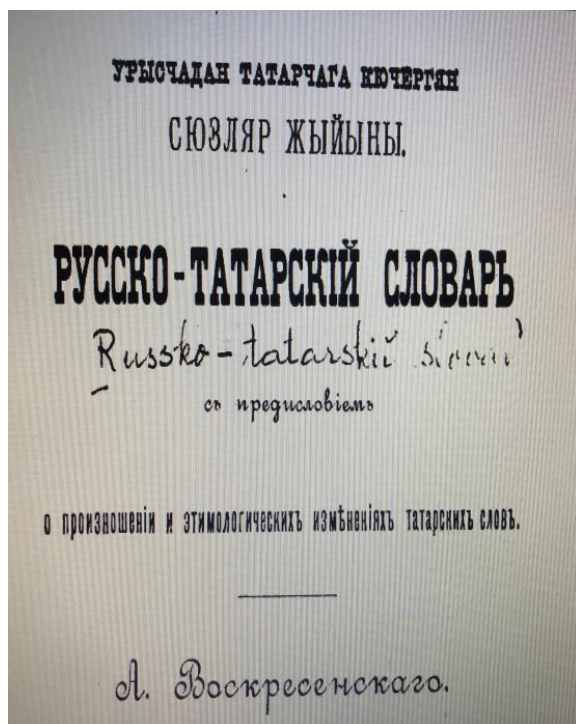 УРЫСЧАДАН ТАТАРЧАГА КЮЧЕРГЯН
СЮЗЛЯР ЖЫЙЫНЫ.
РУССКО-ТАТАРСКІЙ СЛОВАРЬ
Russko-tatarskiĭ
съ предисловіемъ
о произношеніи и этимологическихъ измѣненіяхъ татарскихъ словъ.
А. Воскресенскаго.